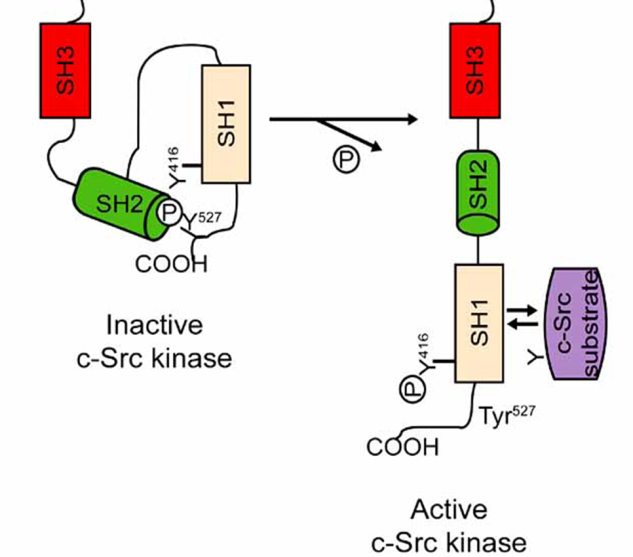 SH3
SH1
Y416
SH2
P
Y527
COOH
Inactive
c-Src kinase
P
SH3
SH2
SH1
c-Src
substrate
Y
Y416
P
Tyr527
COOH
Active
c-Src kinase